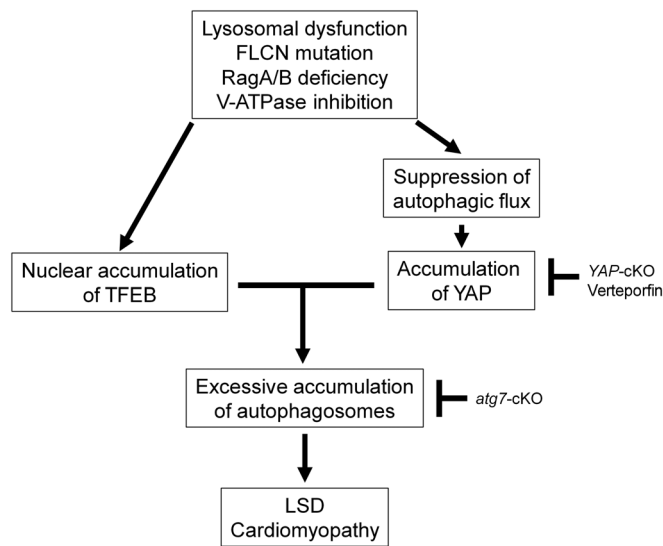 Lysosomal dysfunction
FLCN mutation
RagA/B deficiency
V-ATPase inhibition
Suppression of
autophagic flux
Nuclear accumulation
of TFEB
Accumulation
of YAP
YAP-cKO
Verteporfin
Excessive accumulation
of autophagosomes
atg7-cKO
LSD
Cardiomyopathy